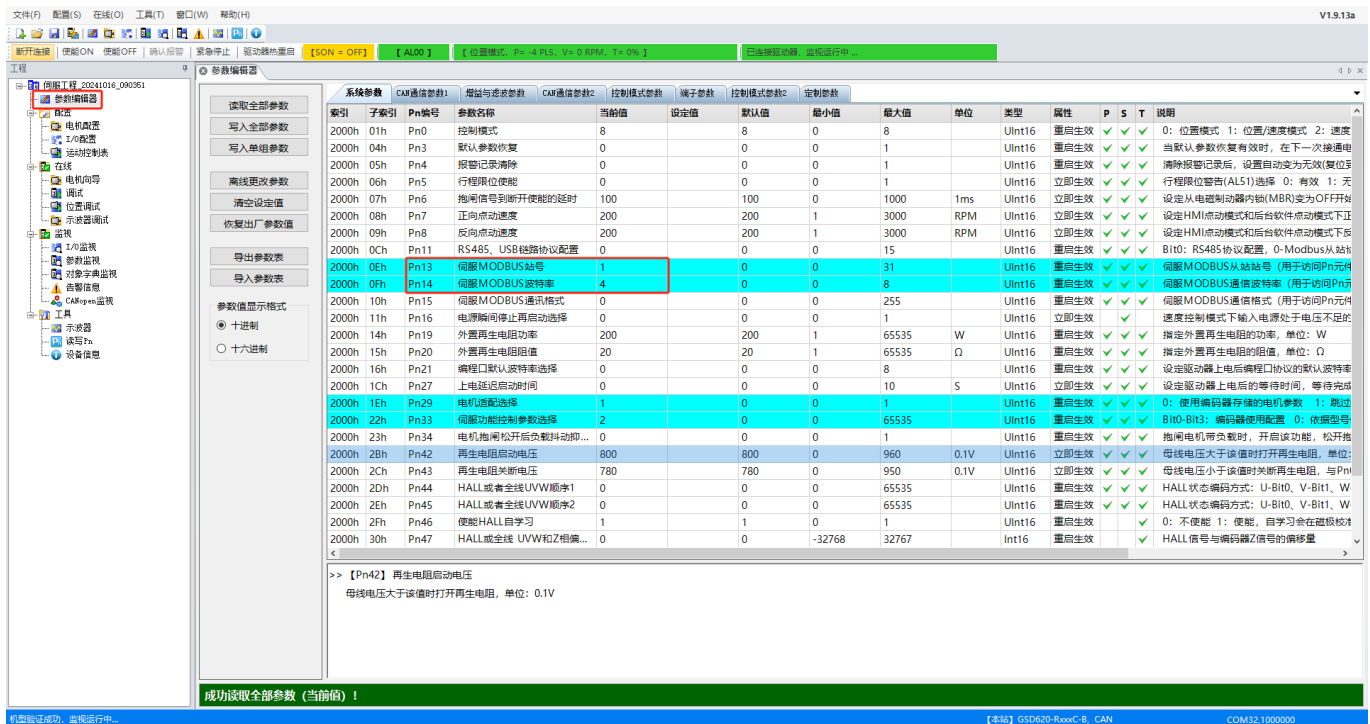 文件(F) 配置(S) 在线(O) 工具(T) 窗口(W) 帮助(H) V1.9.13a
断开连接 使能ON 使能OFF 确认报警 紧急停止 驱动器热重启 【SON = OFF】 【 AL00 】 【 位置模式, P= -4 PLS, V= 0 RPM, T= 0% 】 已连接驱动器, 监视运行中 ...
工程
伺服工程_20241016_090351
参数编辑器
配置
电机配置
I/O配置
运动控制表
在线
电机向导
调试
位置调试
示波器调试
监视
I/O监视
参数监视
对象字典监视
告警信息
CANopen监视
工具
示波器
读写Pn
设备信息
参数编辑器
读取全部参数
写入全部参数
写入单组参数
离线更改参数
清空设定值
恢复出厂参数值
导出参数表
导入参数表
参数值显示格式
十进制
十六进制
系统参数 CAN通信参数1 增益与滤波参数 CAN通信参数2 控制模式参数 端子参数 控制模式参数2 定制参数
索引 子索引 Pn编号 参数名称 当前值 设定值 默认值 最小值 最大值 单位 类型 属性 P S T 说明
2000h 01h Pn0 控制模式 8 8 0 8 UInt16 重启生效 0: 位置模式 1: 位置/速度模式 2: 速度
2000h 04h Pn3 默认参数恢复 0 0 0 1 UInt16 重启生效 当默认参数恢复有效时, 在下一次接通电
2000h 05h Pn4 报警记录清除 0 0 0 1 UInt16 重启生效 清除报警记录后, 设置自动变为无效(复位至
2000h 06h Pn5 行程限位使能 0 0 0 1 UInt16 立即生效 行程限位警告(AL51)选择 0: 有效 1: 无
2000h 07h Pn6 抱闸信号到断开使能的延时 100 100 0 1000 1ms UInt16 立即生效 设定从电磁制动器内锁(MBR)变为OFF开始
2000h 08h Pn7 正向点动速度 200 200 1 3000 RPM UInt16 立即生效 设定HMI点动模式和后台软件点动模式下正
2000h 09h Pn8 反向点动速度 200 200 1 3000 RPM UInt16 立即生效 设定HMI点动模式和后台软件点动模式下反
2000h 0Ch Pn11 RS485、USB链路协议配置 0 0 0 15 UInt16 重启生效 Bit0: RS485协议配置, 0-Modbus从站协
2000h 0Eh Pn13 伺服MODBUS站号 1 0 0 31 UInt16 重启生效 伺服MODBUS从站站号 (用于访问Pn元件
2000h 0Fh Pn14 伺服MODBUS波特率 4 0 0 8 UInt16 重启生效 伺服MODBUS通信波特率 (用于访问Pn元
2000h 10h Pn15 伺服MODBUS通讯格式 0 0 0 255 UInt16 重启生效 伺服MODBUS通信格式 (用于访问Pn元件
2000h 11h Pn16 电源瞬间停止再启动选择 0 0 0 1 UInt16 立即生效 速度控制模式下输入电源处于电压不足的
2000h 14h Pn19 外置再生电阻功率 200 200 1 65535 W UInt16 重启生效 指定外置再生电阻的功率, 单位: W
2000h 15h Pn20 外置再生电阻阻值 20 20 1 65535 Ω UInt16 重启生效 指定外置再生电阻的阻值, 单位: Ω
2000h 16h Pn21 编程口默认波特率选择 0 0 0 8 UInt16 重启生效 设定驱动器上电后编程口协议的默认波特率
2000h 1Ch Pn27 上电延迟启动时间 0 0 0 10 S UInt16 立即生效 设定驱动器上电后的等待时间, 等待完成
2000h 1Eh Pn29 电机适配选择 1 0 0 1 UInt16 重启生效 0: 使用编码器存储的电机参数 1: 跳过
2000h 22h Pn33 伺服功能控制参数选择 2 0 0 65535 UInt16 重启生效 Bit0-Bit3: 编码器使用配置 0: 依据型号
2000h 23h Pn34 电机抱闸松开后负载抖动抑... 0 0 0 1 UInt16 重启生效 抱闸电机带负载时, 开启该功能, 松开抱
2000h 2Bh Pn42 再生电阻启动电压 800 800 0 960 0.1V UInt16 立即生效 母线电压大于该值时打开再生电阻, 单位:
2000h 2Ch Pn43 再生电阻关断电压 780 780 0 950 0.1V UInt16 立即生效 母线电压小于该值时关断再生电阻, 与Pn
2000h 2Dh Pn44 HALL或者全线UVW顺序1 0 0 0 65535 UInt16 重启生效 HALL状态编码方式: U-Bit0、V-Bit1、W-
2000h 2Eh Pn45 HALL或者全线UVW顺序2 0 0 0 65535 UInt16 重启生效 HALL状态编码方式: U-Bit0、V-Bit1、W-
2000h 2Fh Pn46 使能HALL自学习 1 1 0 1 UInt16 重启生效 0: 不使能 1: 使能, 自学习会在磁极校准
2000h 30h Pn47 HALL或全线 UVW和Z相偏... 0 0 -32768 32767 Int16 重启生效 HALL信号与编码器Z信号的偏移量
>> 【Pn42】 再生电阻启动电压
母线电压大于该值时打开再生电阻, 单位: 0.1V
成功读取全部参数 (当前值) !
机型验证成功, 监视运行中... 【本站】 GSD620-RxxxC-B, CAN COM32,1000000